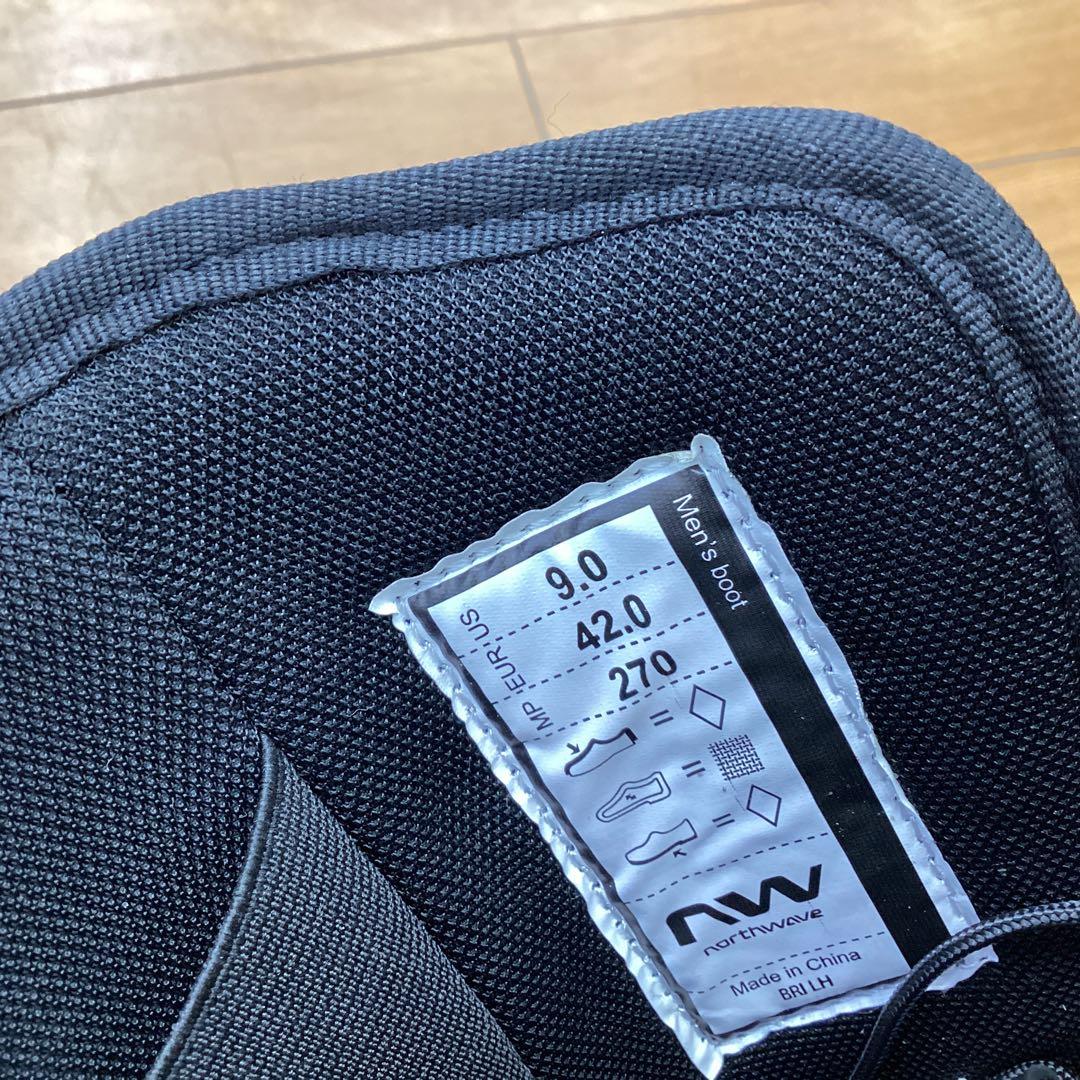 Men's boot
US 9.0
EUR 42.0
MP 270
=
=
=
NW
northwave
Made in China
BRI LH